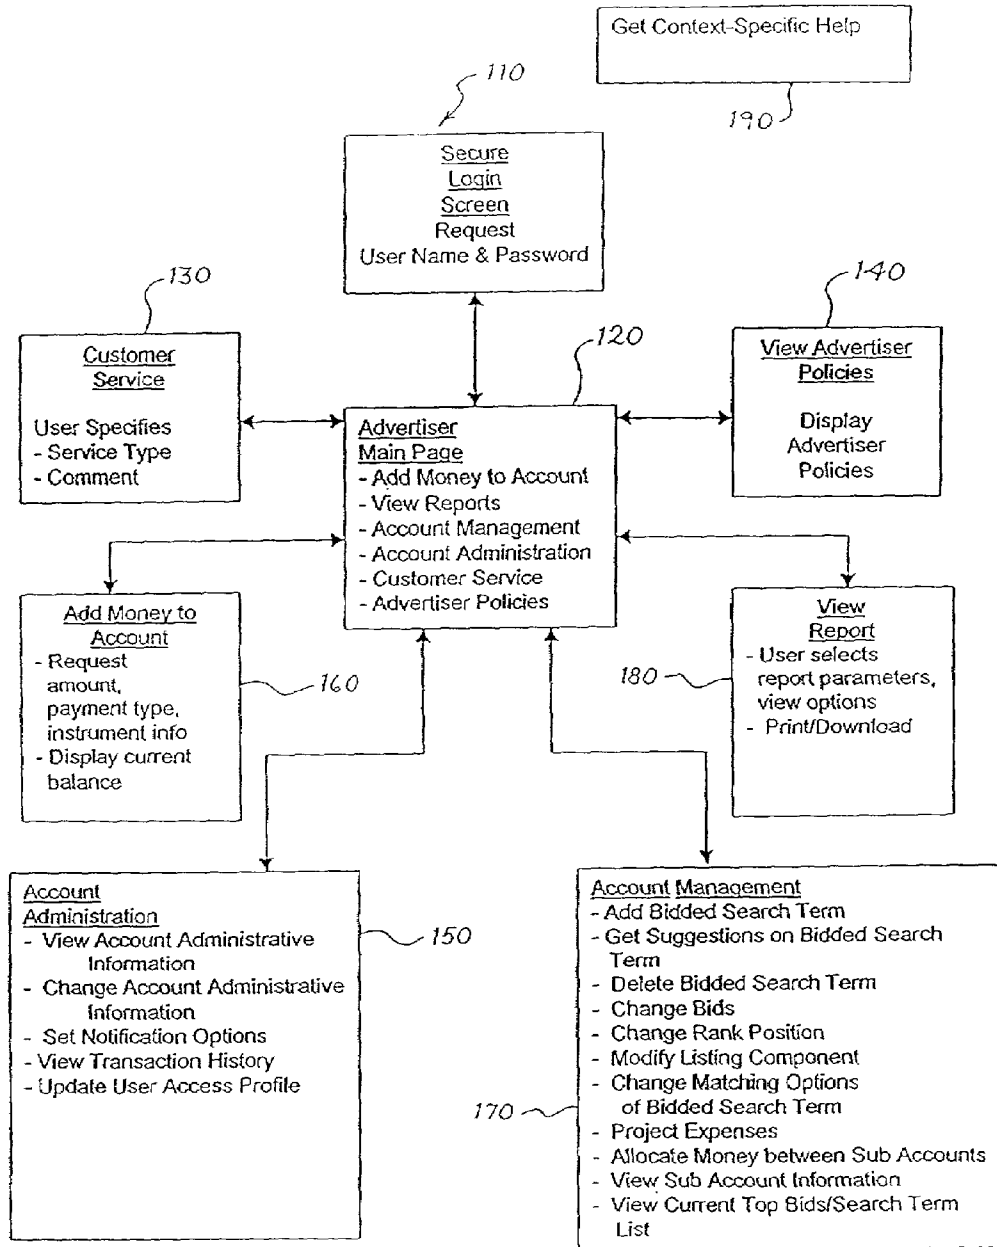 Get Context-Specific Help
190
110
Secure
Login
Screen
Request
User Name & Password
130
Customer
Service
User Specifies
- Service Type
- Comment
120
Advertiser
Main Page
- Add Money to Account
- View Reports
- Account Management
- Account Administration
- Customer Service
- Advertiser Policies
140
View Advertiser
Policies
Display
Advertiser
Policies
Add Money to
Account
- Request
amount,
payment type,
instrument info
- Display current
balance
160
View
Report
- User selects
report parameters,
view options
- Print/Download
180
Account
Administration
- View Account Administrative
Information
- Change Account Administrative
Information
- Set Notification Options
- View Transaction History
- Update User Access Profile
150
Account Management
- Add Bidded Search Term
- Get Suggestions on Bidded Search
Term
- Delete Bidded Search Term
- Change Bids
- Change Rank Position
- Modify Listing Component
- Change Matching Options
of Bidded Search Term
- Project Expenses
- Allocate Money between Sub Accounts
- View Sub Account Information
- View Current Top Bids/Search Term
List
170